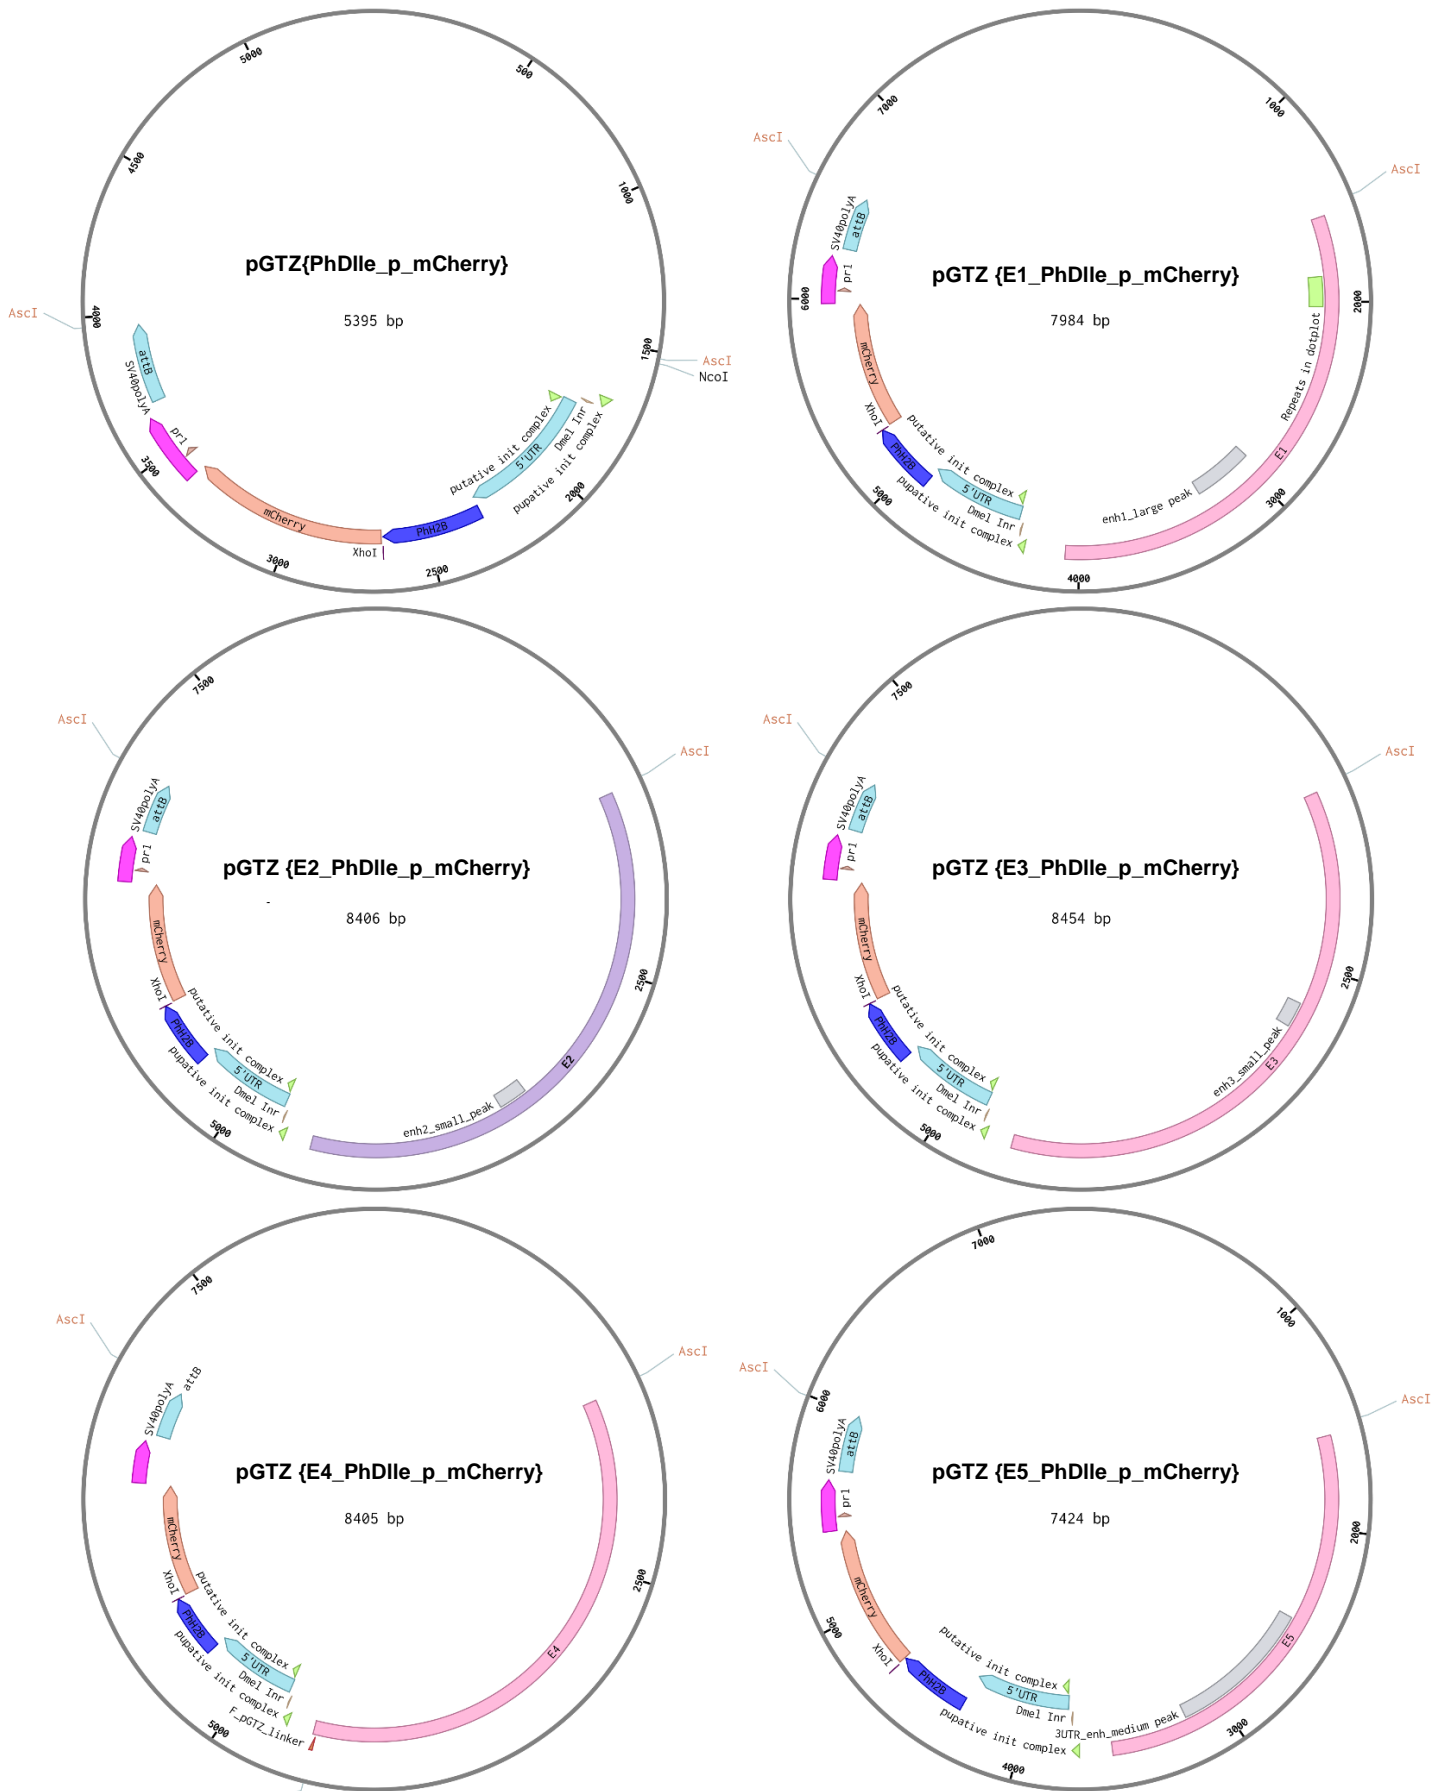 5000
500
4500
1000
pGTZ{PhDlle_p_mCherry}
5395 bp
AscI
4000
1500
AscI
NcoI
attB
SV40polyA
pr1
3500
putative init complex
5'UTR
Dmel Inr
pupative init complex
2000
mCherry
PhH2B
XhoI
3000
2500
7000
1000
AscI
AscI
SV40polyA
attB
pr1
pGTZ {E1_PhDlle_p_mCherry}
7984 bp
6000
2000
mCherry
Repeats in dotplot
XhoI
PhH2B
putative init complex
E1
5000
5'UTR
enh1_large peak
3000
Dmel Inr
pupative init complex
4000
7500
AscI
AscI
SV40polyA
attB
pr1
pGTZ {E2_PhDlle_p_mCherry}
-
8406 bp
mCherry
2500
XhoI
PhH2B
putative init complex
E2
5'UTR
Dmel Inr
pupative init complex
enh2_small_peak
5000
7500
AscI
AscI
SV40polyA
attB
pr1
pGTZ {E3_PhDlle_p_mCherry}
8454 bp
mCherry
2500
XhoI
PhH2B
putative init complex
enh3_small_peak
E3
5'UTR
Dmel Inr
pupative init complex
5000
7500
AscI
AscI
attB
SV40polyA
pGTZ {E4_PhDlle_p_mCherry}
8405 bp
mCherry
2500
XhoI
PhH2B
putative init complex
E4
5'UTR
Dmel Inr
pupative init complex
F_pGTZ_linker
5000
7000
1000
AscI
6000
AscI
SV40polyA
attB
pr1
pGTZ {E5_PhDlle_p_mCherry}
7424 bp
2000
mCherry
5000
XhoI
PhH2B
putative init complex
E5
5'UTR
Dmel Inr
3UTR_enh_medium peak
pupative init complex
3000
4000